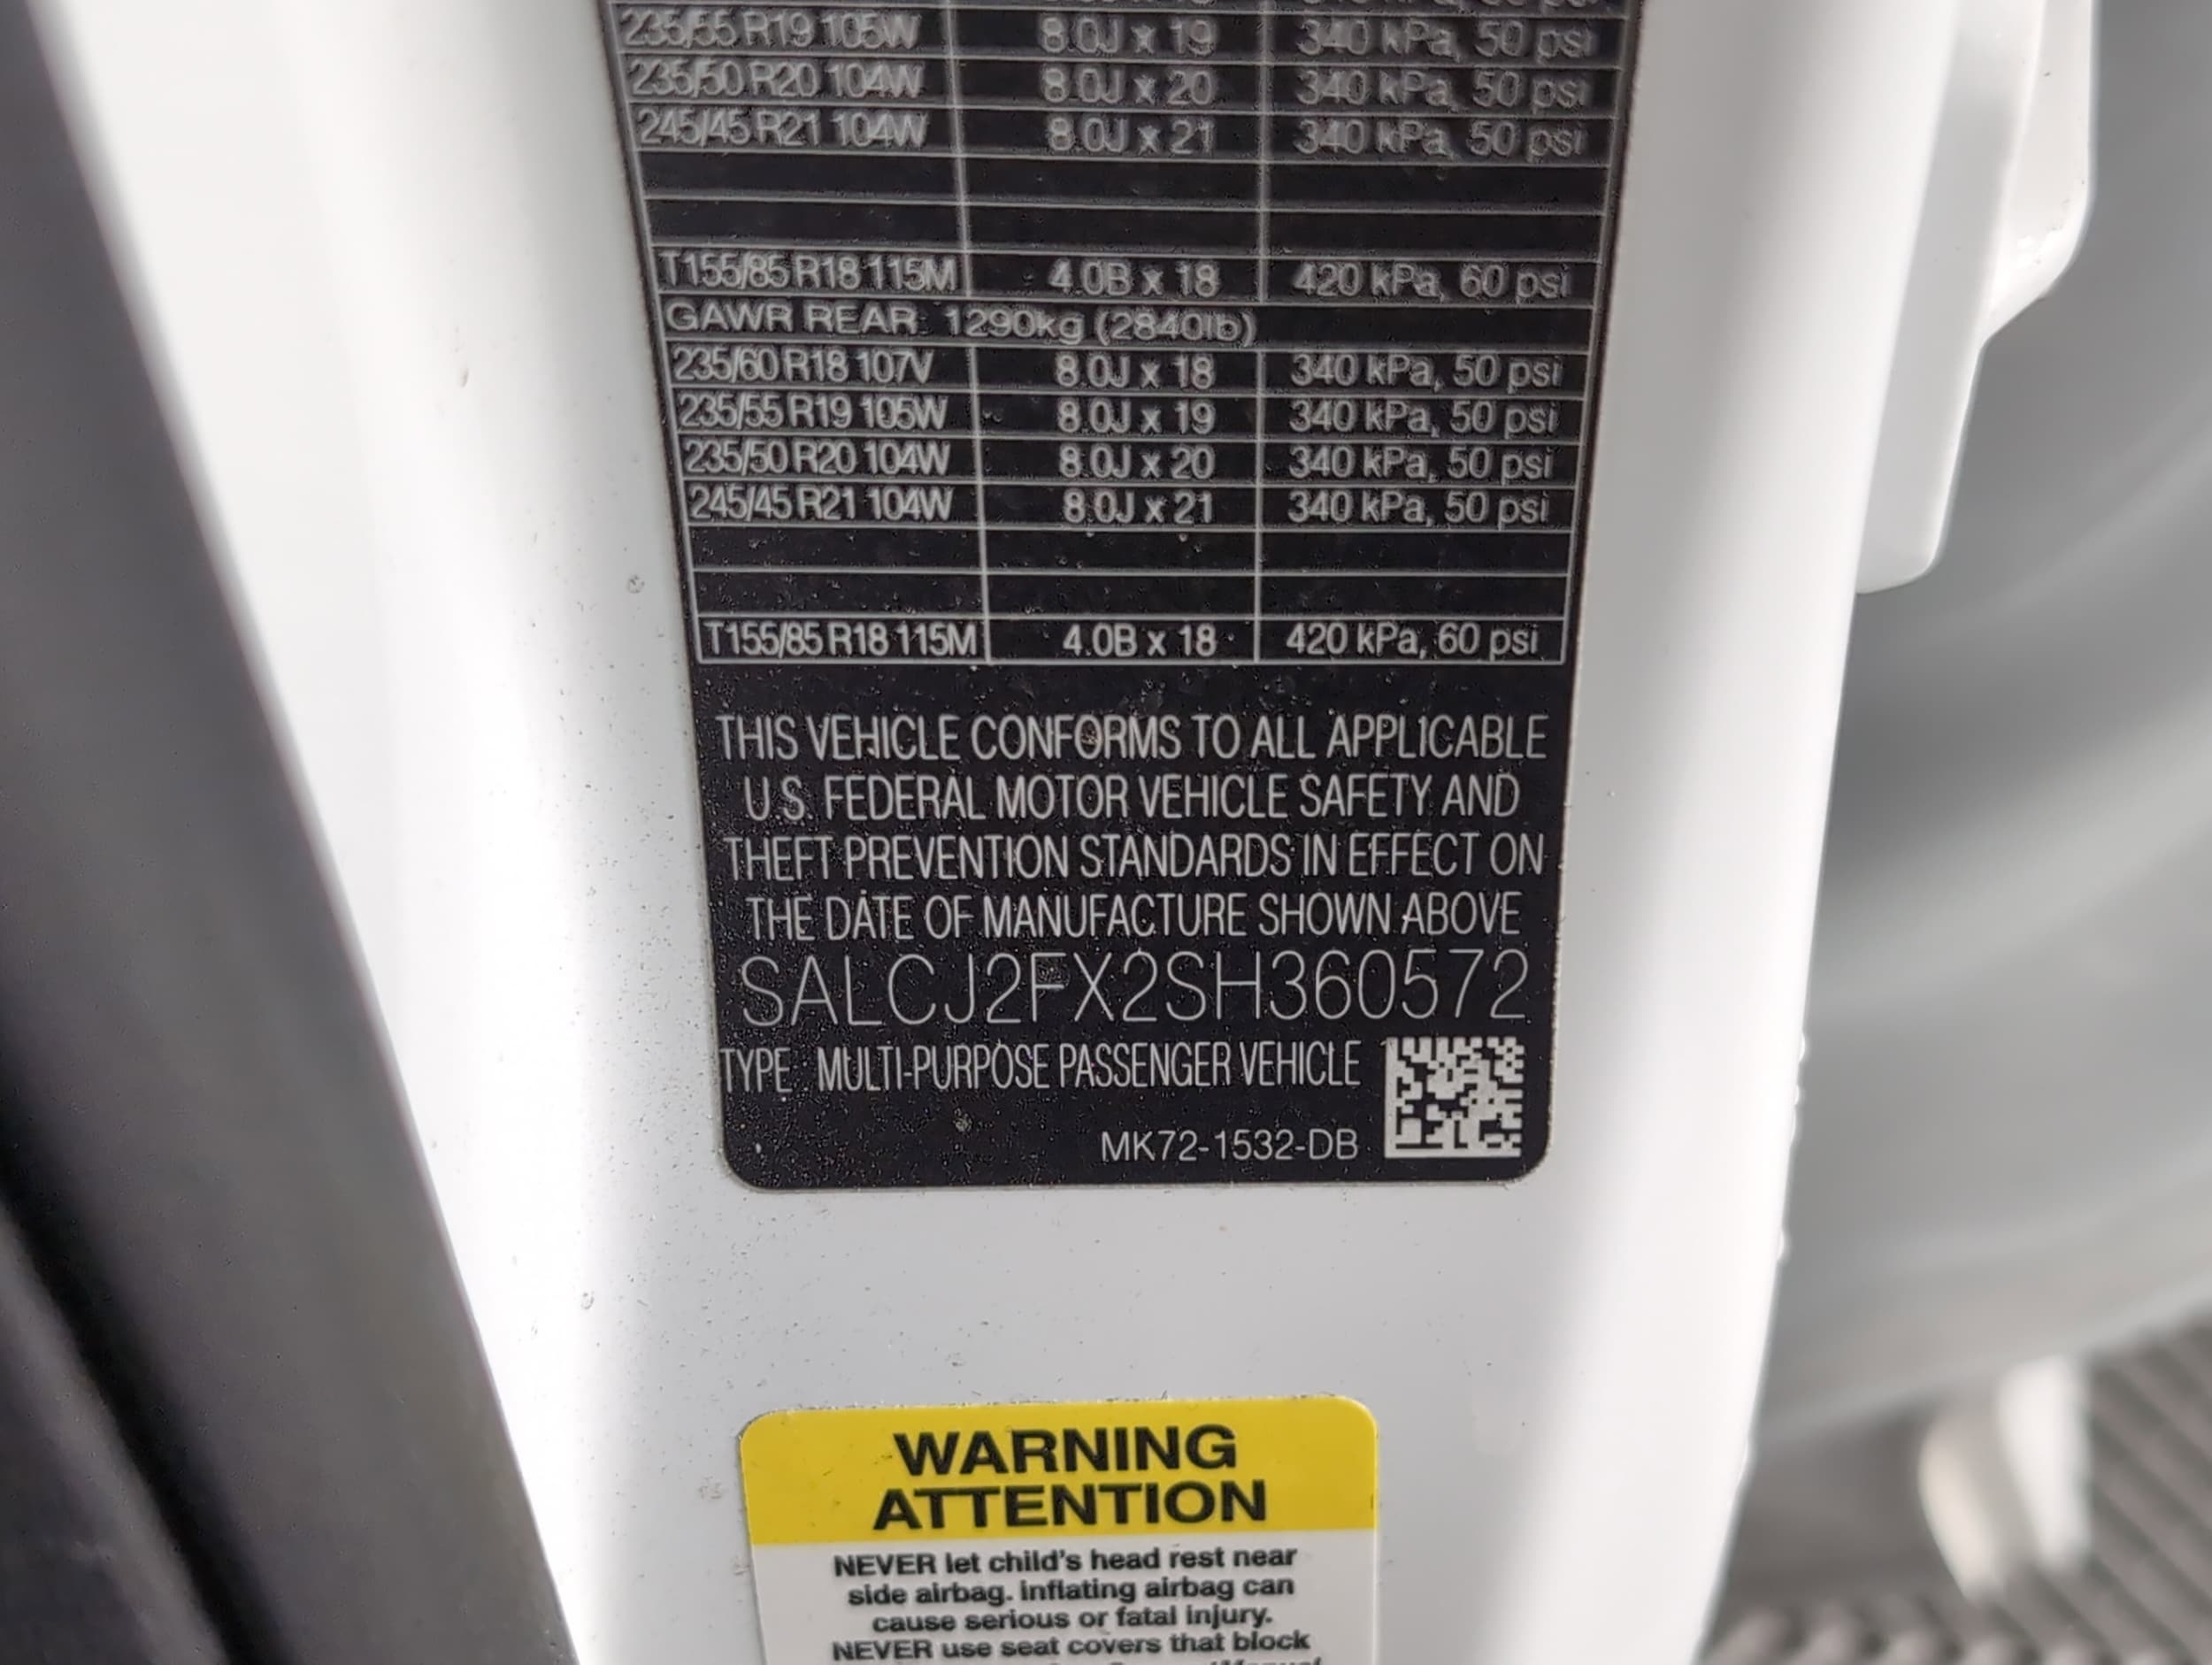 235/55 R19 105W 8.0J x 19 340 kPa, 50 psi
235/50 R20 104W 8.0J x 20 340 kPa, 50 psi
245/45 R21 104W 8.0J x 21 340 kPa, 50 psi
T155/85 R18 115M 4.0B x 18 420 kPa, 60 psi
GAWR REAR: 1290kg (2840lb)
235/60 R18 107V 8.0J x 18 340 kPa, 50 psi
235/55 R19 105W 8.0J x 19 340 kPa, 50 psi
235/50 R20 104W 8.0J x 20 340 kPa, 50 psi
245/45 R21 104W 8.0J x 21 340 kPa, 50 psi
T155/85 R18 115M 4.0B x 18 420 kPa, 60 psi
THIS VEHICLE CONFORMS TO ALL APPLICABLE
U.S. FEDERAL MOTOR VEHICLE SAFETY AND
THEFT PREVENTION STANDARDS IN EFFECT ON
THE DATE OF MANUFACTURE SHOWN ABOVE
SALCJ2FX2SH360572
TYPE : MULTI-PURPOSE PASSENGER VEHICLE
MK72-1532-DB
WARNING
ATTENTION
NEVER let child's head rest near
side airbag. Inflating airbag can
cause serious or fatal injury.
NEVER use seat covers that block